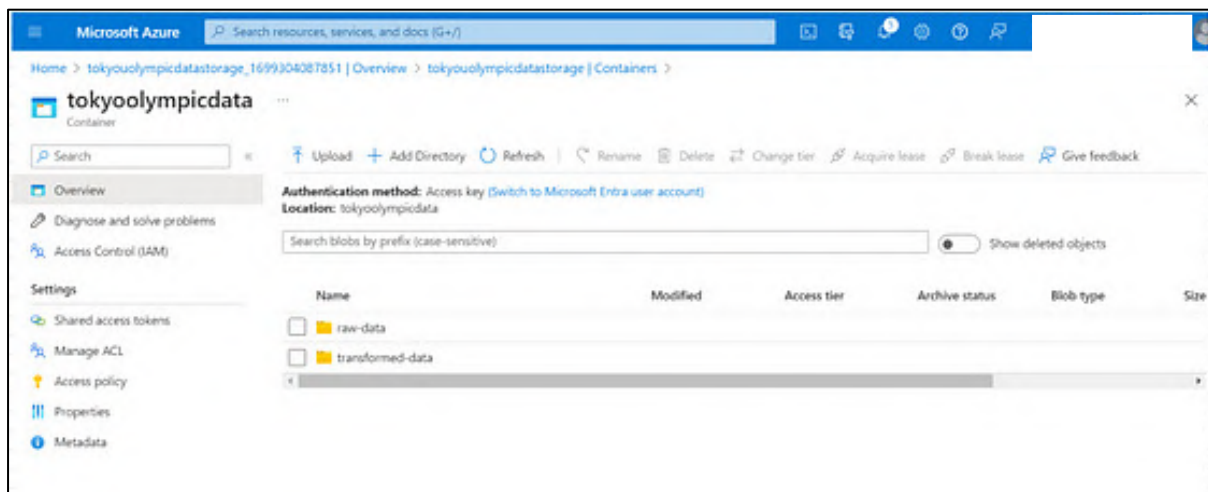 Microsoft Azure
Search resources, services, and docs (G+/)
Home > tokyouolympicdatastorage_1699304087851 | Overview > tokyouolympicdatastorage | Containers >
tokyoolympicdata ...
Container
Search
Upload Add Directory Refresh Rename Delete Change tier Acquire lease Break lease Give feedback
Overview
Diagnose and solve problems
Access Control (IAM)
Settings
Shared access tokens
Manage ACL
Access policy
Properties
Metadata
Authentication method: Access key (Switch to Microsoft Entra user account)
Location: tokyoolympicdata
Search blobs by prefix (case-sensitive)
Show deleted objects
Name Modified Access tier Archive status Blob type Size
raw-data
transformed-data